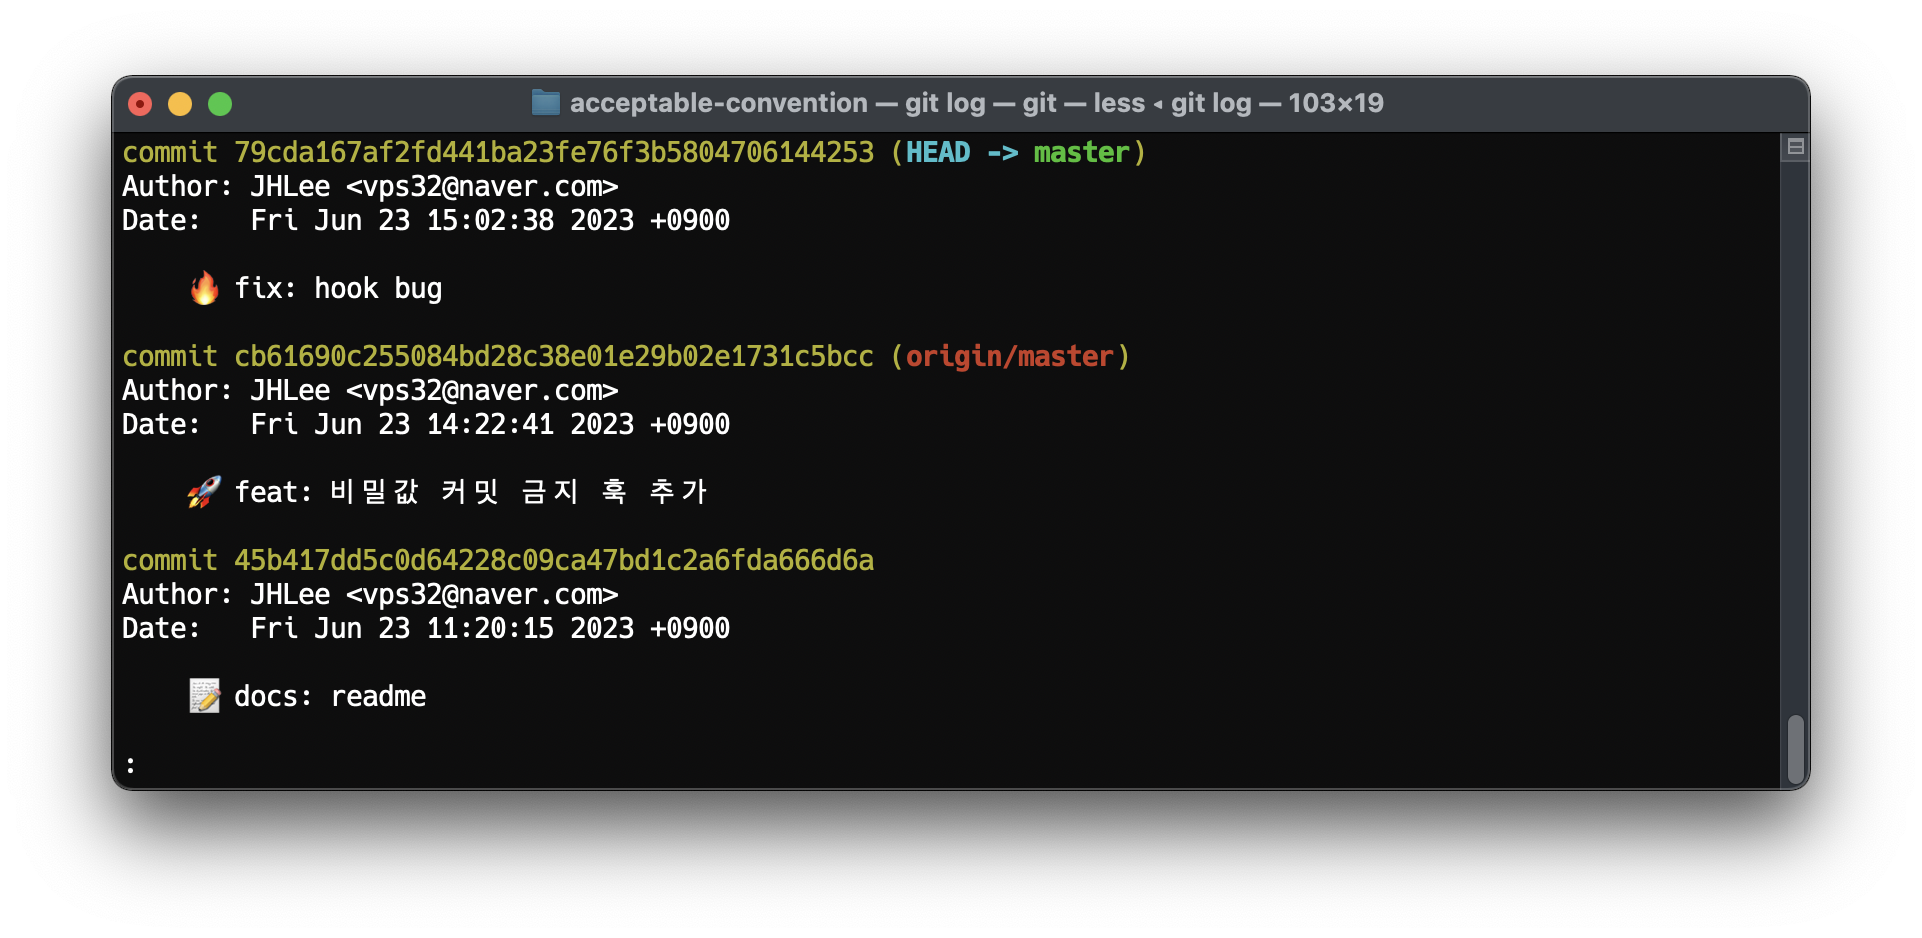 acceptable-convention — git log — git — less ◂ git log — 103×19
commit 79cda167af2fd441ba23fe76f3b5804706144253 (HEAD -> master)
Author: JHLee <vps32@naver.com>
Date:   Fri Jun 23 15:02:38 2023 +0900
🔥 fix: hook bug
commit cb61690c255084bd28c38e01e29b02e1731c5bcc (origin/master)
Author: JHLee <vps32@naver.com>
Date:   Fri Jun 23 14:22:41 2023 +0900
🚀 feat: 비밀값 커밋 금지 훅 추가
commit 45b417dd5c0d64228c09ca47bd1c2a6fda666d6a
Author: JHLee <vps32@naver.com>
Date:   Fri Jun 23 11:20:15 2023 +0900
📝 docs: readme
: